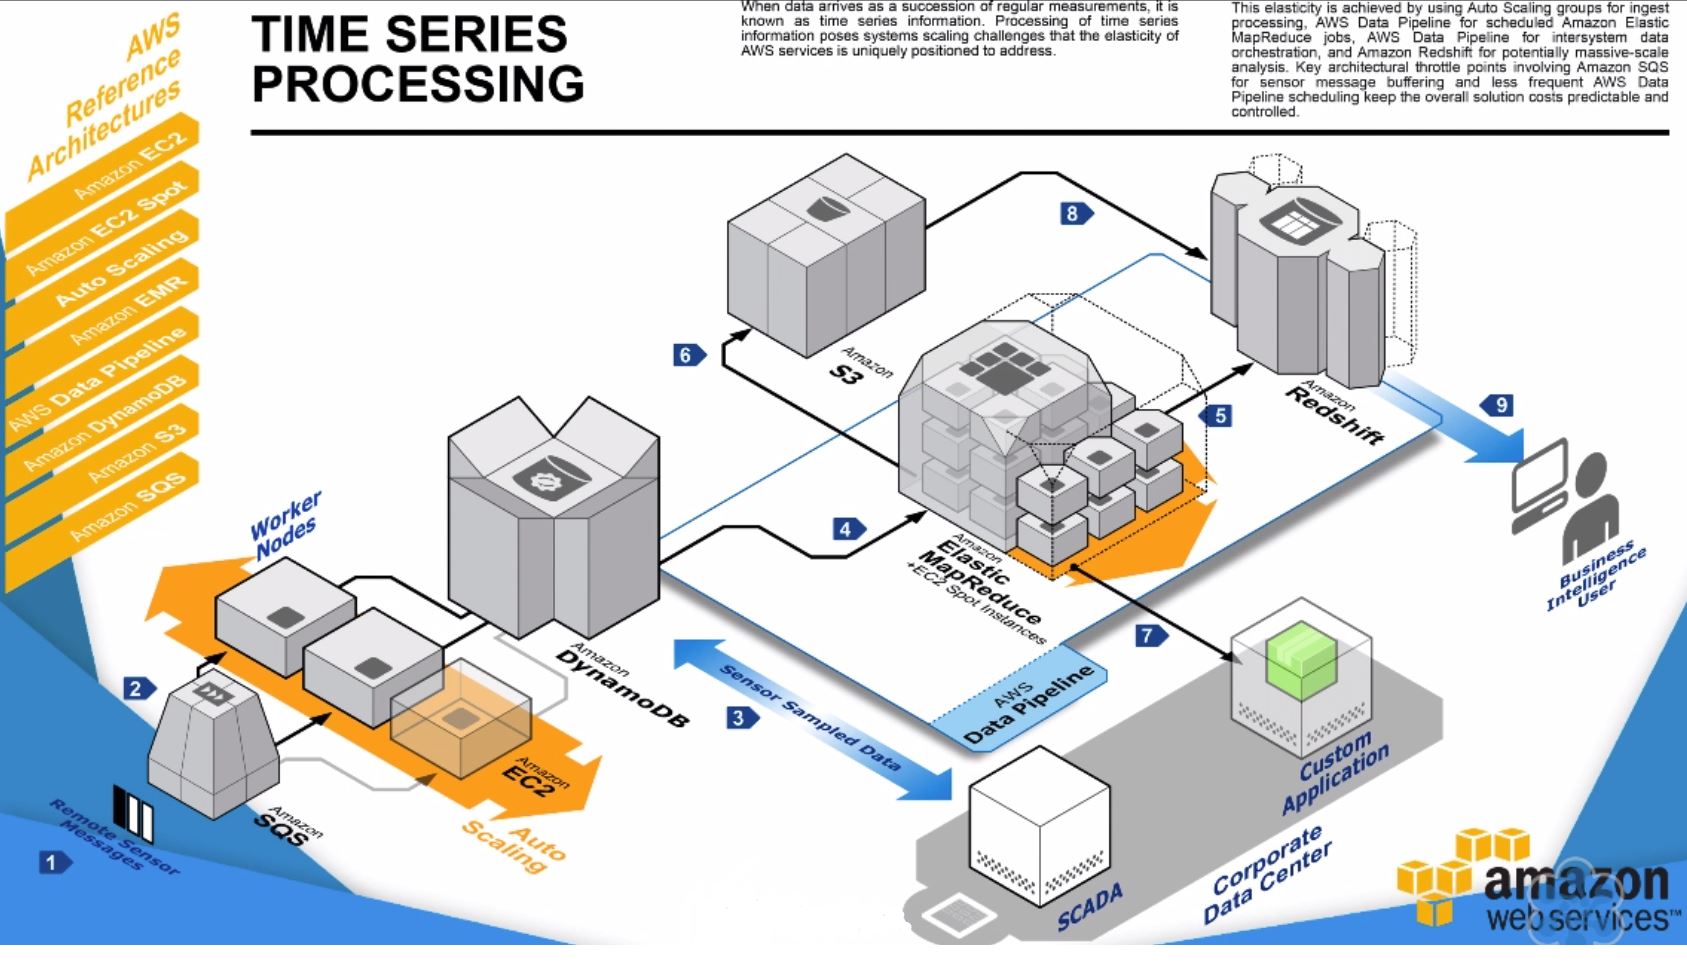 AWS
Reference
Architectures
Amazon EC2
Amazon EC2 Spot
Auto Scaling
Amazon EMR
AWS Data Pipeline
Amazon DynamoDB
Amazon S3
Amazon SQS
TIME SERIES
PROCESSING
When data arrives as a succession of regular measurements, it is
known as time series information. Processing of time series
information poses systems scaling challenges that the elasticity of
AWS services is uniquely positioned to address.
This elasticity is achieved by using Auto Scaling groups for ingest
processing, AWS Data Pipeline for scheduled Amazon Elastic
MapReduce jobs, AWS Data Pipeline for intersystem data
orchestration, and Amazon Redshift for potentially massive-scale
analysis. Key architectural throttle points involving Amazon SQS
for sensor message buffering and less frequent AWS Data
Pipeline scheduling keep the overall solution costs predictable and
controlled.
8
6
Amazon
S3
5
Amazon
Redshift
9
Business
Intelligence
User
4
Amazon
Elastic
MapReduce
+EC2 Spot Instances
7
Worker
Nodes
2
Amazon
DynamoDB
3
Sensor Sampled Data
AWS
Data Pipeline
Amazon
EC2
Auto
Scaling
Amazon
SQS
1
Remote Sensor
Messages
Custom
Application
Corporate
Data Center
SCADA
amazon
web services™